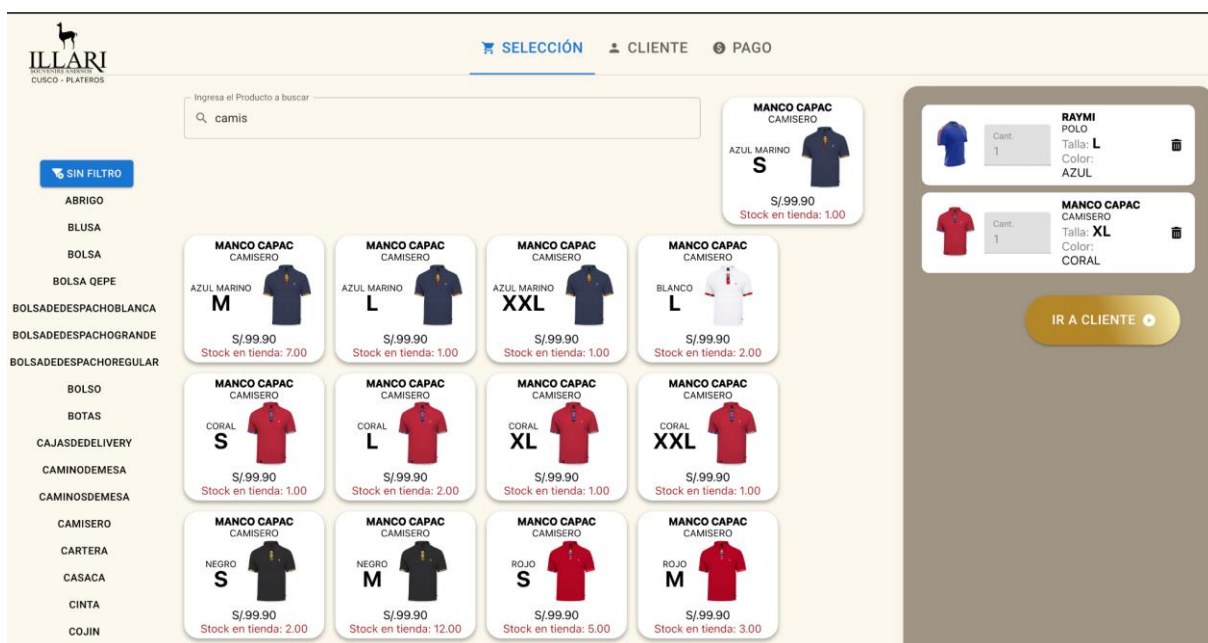 ILLARI
SOUVENIRS ANDINOS
CUSCO - PLATEROS
SELECCIÓN
CLIENTE
PAGO
Ingresa el Producto a buscar
camis
SIN FILTRO
ABRIGO
BLUSA
BOLSA
BOLSA QEPE
BOLSADEDESPACHOBLANCA
BOLSADEDESPACHOGRANDE
BOLSADEDESPACHOREGULAR
BOLSO
BOTAS
CAJASDEDELIVERY
CAMINODEMESA
CAMINOSDEMESA
CAMISERO
CARTERA
CASACA
CINTA
COJIN
MANCO CAPAC
CAMISERO
AZUL MARINO
S
S/.99.90
Stock en tienda: 1.00
MANCO CAPAC
CAMISERO
AZUL MARINO
M
S/.99.90
Stock en tienda: 7.00
MANCO CAPAC
CAMISERO
AZUL MARINO
L
S/.99.90
Stock en tienda: 1.00
MANCO CAPAC
CAMISERO
AZUL MARINO
XXL
S/.99.90
Stock en tienda: 1.00
MANCO CAPAC
CAMISERO
BLANCO
L
S/.99.90
Stock en tienda: 2.00
MANCO CAPAC
CAMISERO
CORAL
S
S/.99.90
Stock en tienda: 1.00
MANCO CAPAC
CAMISERO
CORAL
L
S/.99.90
Stock en tienda: 2.00
MANCO CAPAC
CAMISERO
CORAL
XL
S/.99.90
Stock en tienda: 1.00
MANCO CAPAC
CAMISERO
CORAL
XXL
S/.99.90
Stock en tienda: 1.00
MANCO CAPAC
CAMISERO
NEGRO
S
S/.99.90
Stock en tienda: 2.00
MANCO CAPAC
CAMISERO
NEGRO
M
S/.99.90
Stock en tienda: 12.00
MANCO CAPAC
CAMISERO
ROJO
S
S/.99.90
Stock en tienda: 5.00
MANCO CAPAC
CAMISERO
ROJO
M
S/.99.90
Stock en tienda: 3.00
Cant.
1
RAYMI
POLO
Talla: L
Color:
AZUL
Cant.
1
MANCO CAPAC
CAMISERO
Talla: XL
Color:
CORAL
IR A CLIENTE